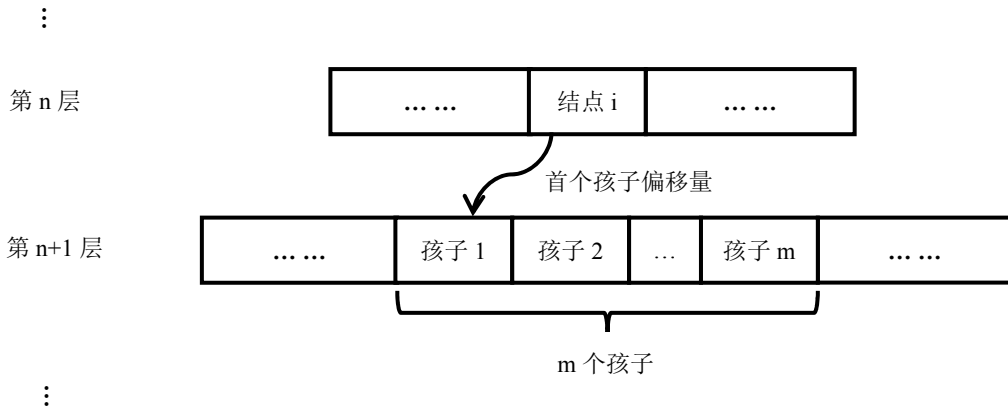 ⋮
第 n 层
... ... 结点 i ... ...
首个孩子偏移量
第 n+1 层
... ... 孩子 1 孩子 2 ... 孩子 m ... ...
m 个孩子
⋮